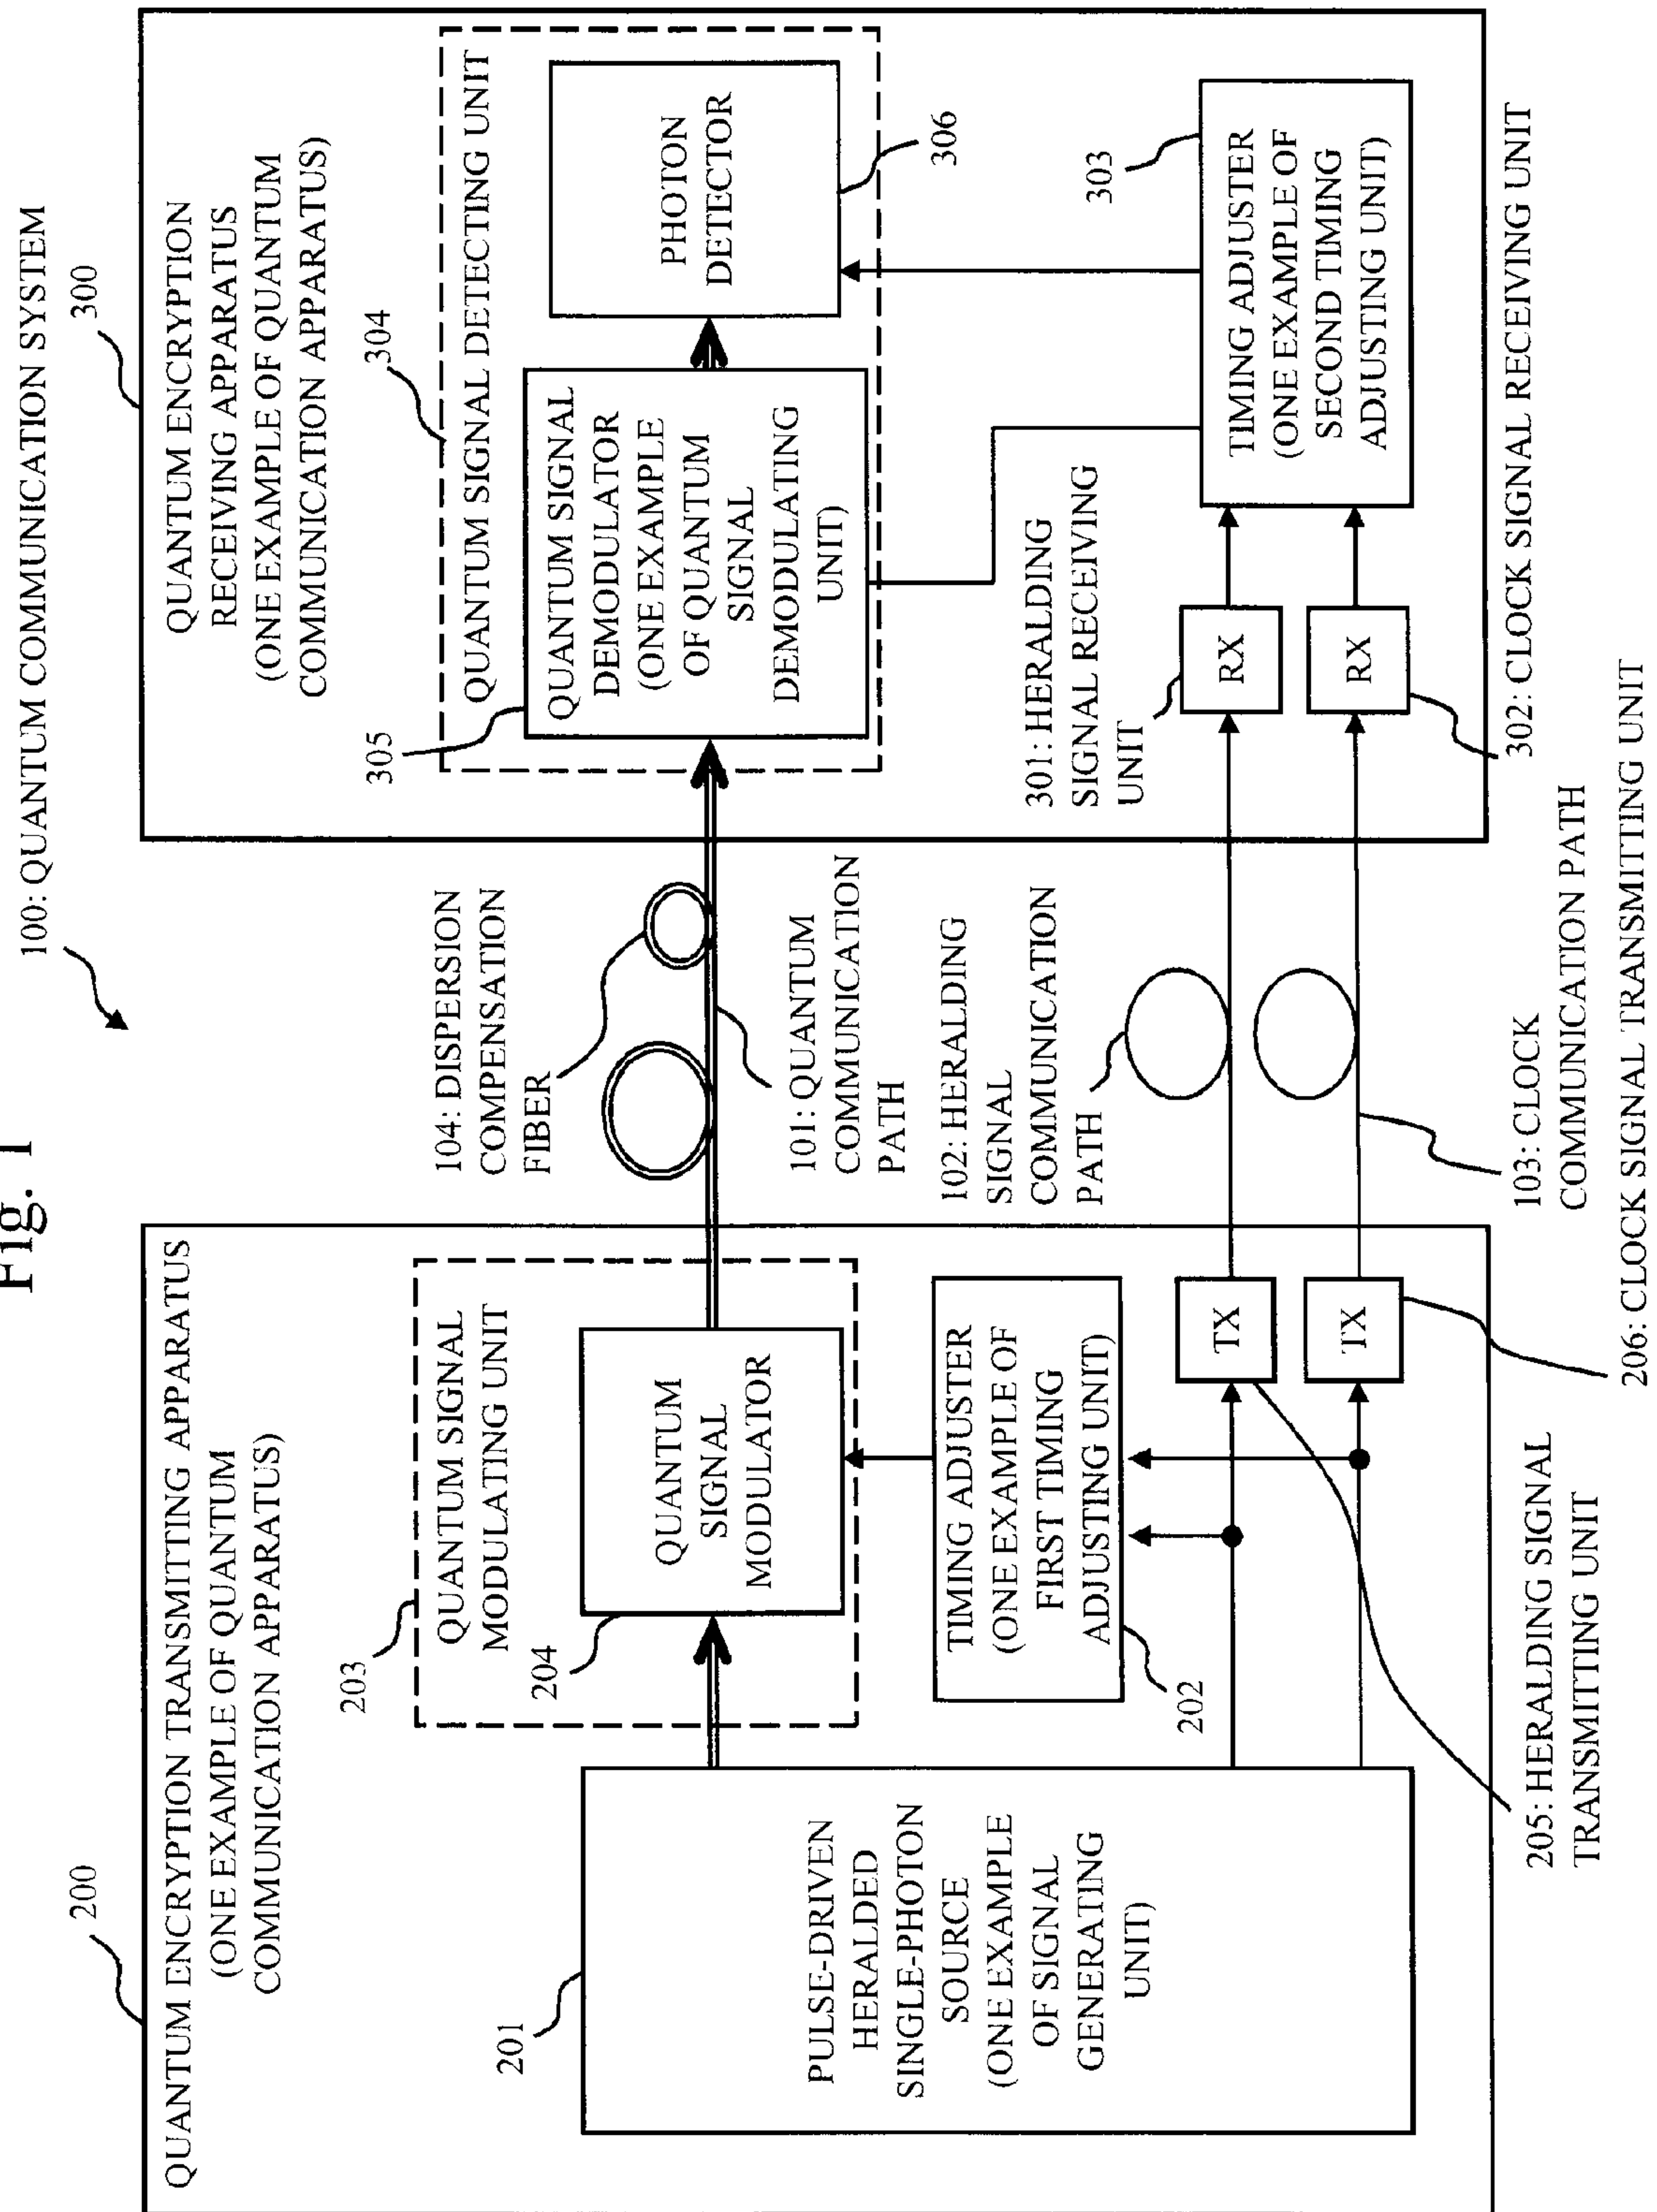 Fig. 1
100: QUANTUM COMMUNICATION SYSTEM
200
QUANTUM ENCRYPTION TRANSMITTING APPARATUS
(ONE EXAMPLE OF QUANTUM
COMMUNICATION APPARATUS)
201
PULSE-DRIVEN
HERALDED
SINGLE-PHOTON
SOURCE
(ONE EXAMPLE
OF SIGNAL
GENERATING
UNIT)
203
QUANTUM SIGNAL
MODULATING UNIT
204
QUANTUM
SIGNAL
MODULATOR
TIMING ADJUSTER
(ONE EXAMPLE OF
FIRST TIMING
ADJUSTING UNIT)
202
TX
TX
205: HERALDING SIGNAL
TRANSMITTING UNIT
206: CLOCK SIGNAL TRANSMITTING UNIT
104: DISPERSION
COMPENSATION
FIBER
101: QUANTUM
COMMUNICATION
PATH
102: HERALDING
SIGNAL
COMMUNICATION
PATH
103: CLOCK
COMMUNICATION PATH
300
QUANTUM ENCRYPTION
RECEIVING APPARATUS
(ONE EXAMPLE OF QUANTUM
COMMUNICATION APPARATUS)
304
QUANTUM SIGNAL DETECTING UNIT
305
QUANTUM SIGNAL
DEMODULATOR
(ONE EXAMPLE
OF QUANTUM
SIGNAL
DEMODULATING
UNIT)
PHOTON
DETECTOR
306
301: HERALDING
SIGNAL RECEIVING
UNIT
RX
RX
303
TIMING ADJUSTER
(ONE EXAMPLE OF
SECOND TIMING
ADJUSTING UNIT)
302: CLOCK SIGNAL RECEIVING UNIT